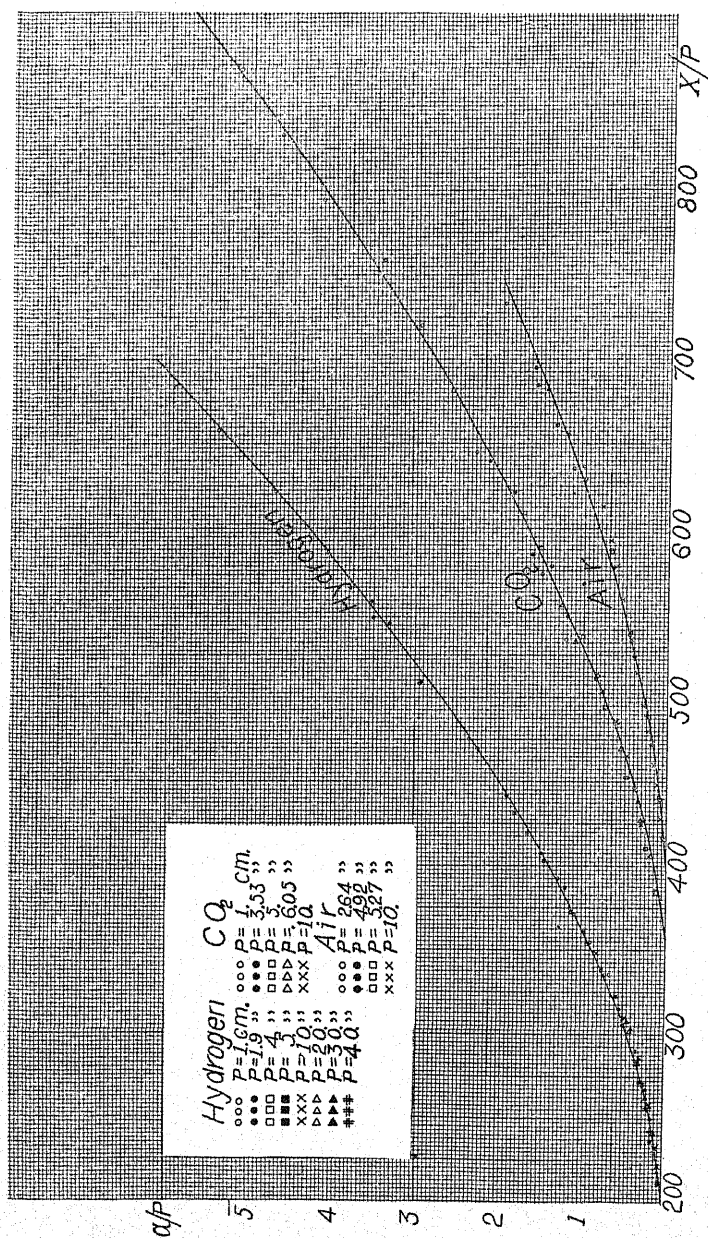 α/P
5
4
3
2
1
200
300
400
500
600
700
800
X/P
Hydrogen
CO2
Air
Hydrogen
○○○ P=1.cm.
●●● P=1.9 ,,
□□□ P=4. ,,
■■■ P=5 ,,
××× P=10.,,
△△△ P=20.,,
▲▲▲ P=30.,,
### P=40.,,
CO2
○○○ P=1. cm.
●●● P=3.53 ,,
□□□ P=5. ,,
△△△ P=6.05 ,,
××× P=10.
Air
○○○ P=2.64 ,,
●●● P=4.92 ,,
□□□ P=5.27 ,,
××× P=10. ,,